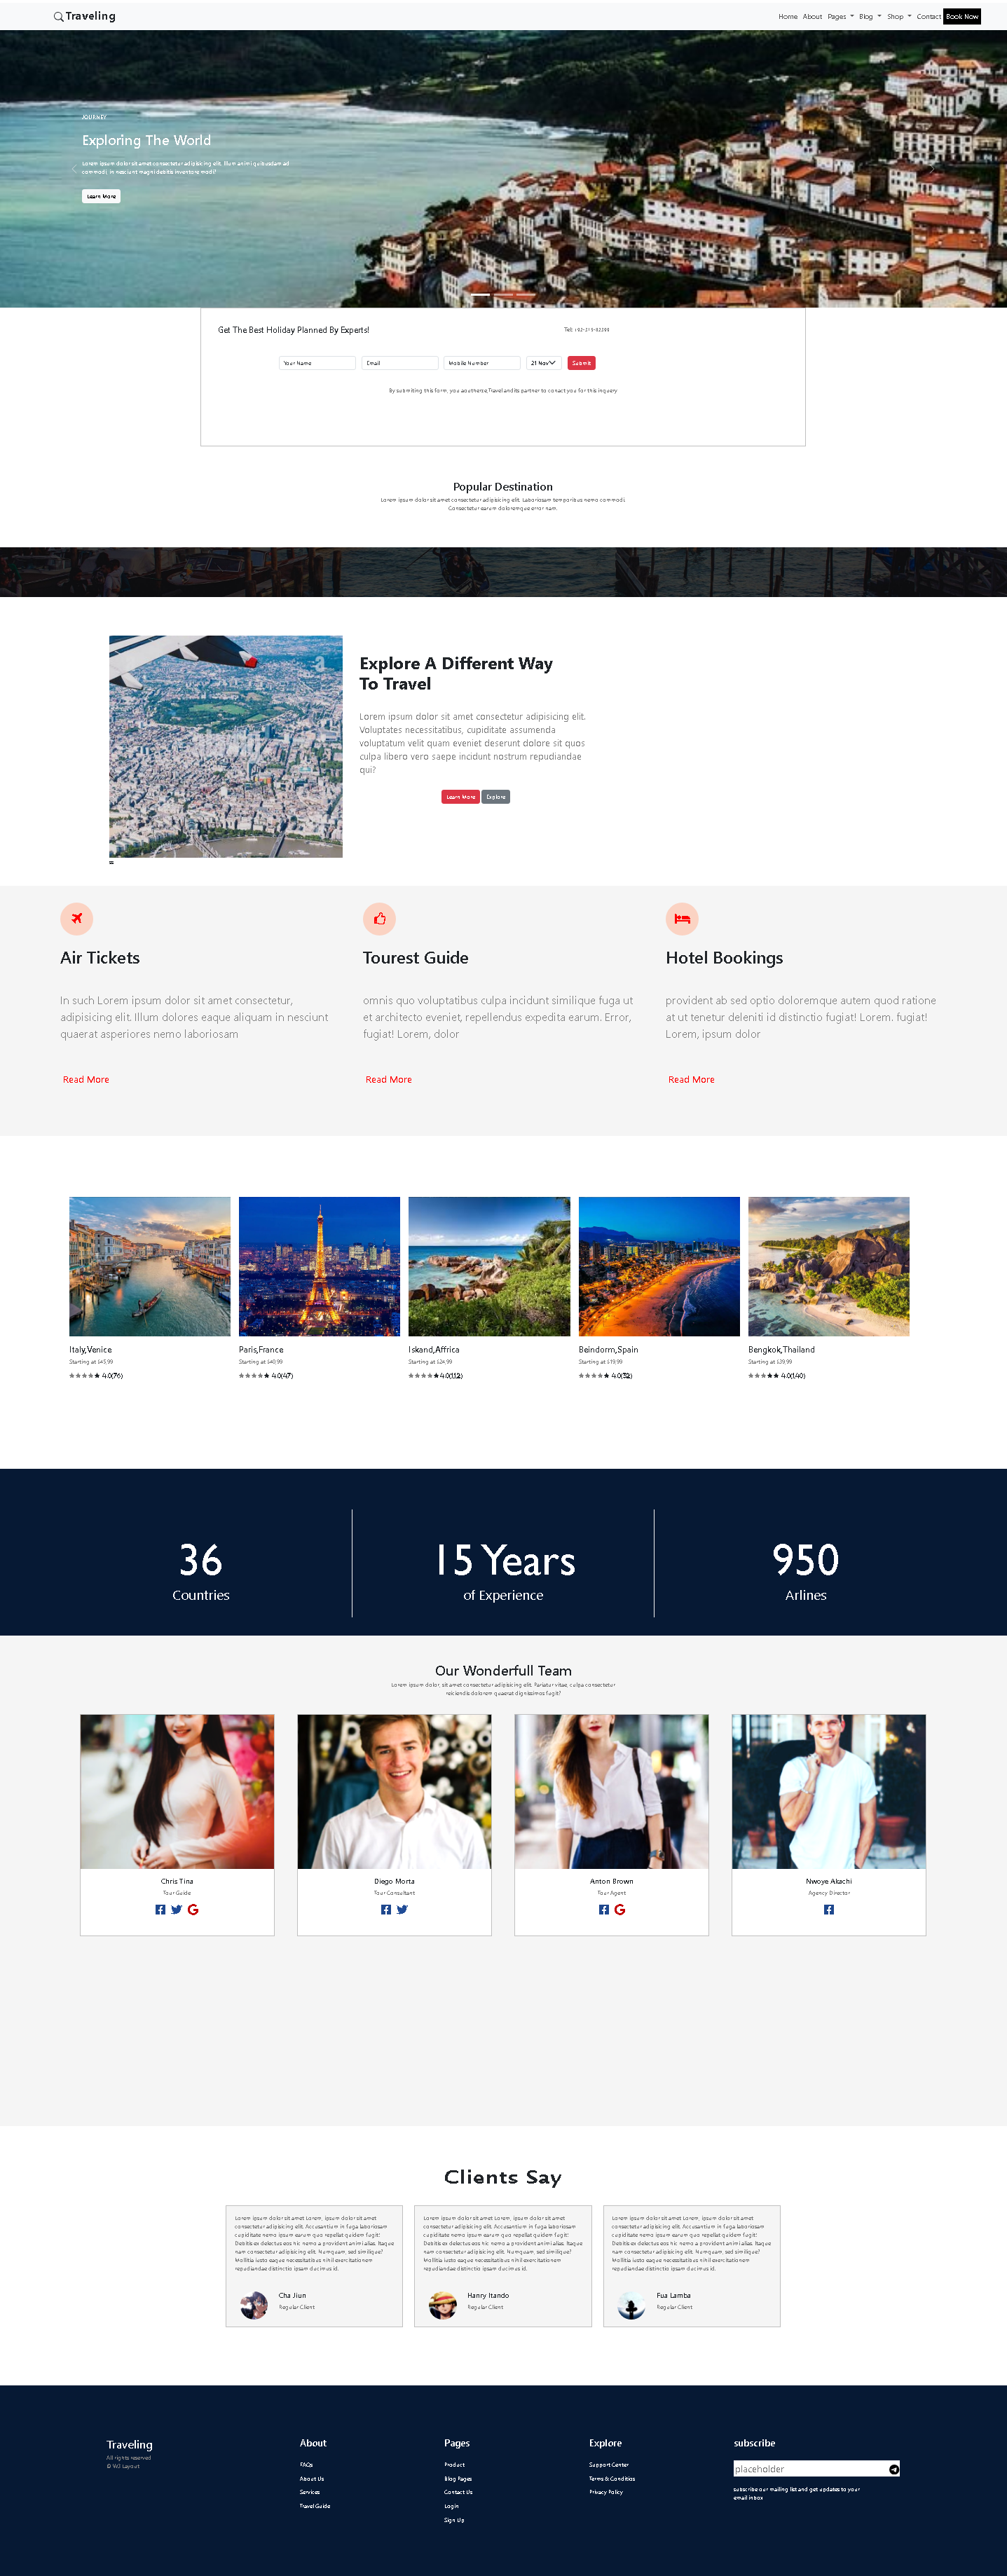 Traveling
Home About Pages Blog Shop Contact Book Now
JOURNEY
Exploring The World
Lorem ipsum dolor sit amet consectetur adipisicing elit. Illum animi quibusdam ad
commodi. In nesciunt magni debitis inventore modi?
Learn More
Get The Best Holiday Planned By Experts!
Tell:
Your Name Email Mobile Number 21 Nov Submit
By submiting this form, you aoutherize,Travel and its partner to conact you for this inquery
Popular Destination
Lorem ipsum dolor sit amet consectetur adipisicing elit. Laboriosam temporibus nemo commodi.
Consectetur earum doloremque error nam.
Explore A Different Way
To Travel
Lorem ipsum dolor sit amet consectetur adipisicing elit.
Voluptates necessitatibus, cupiditate assumenda
voluptatum velit quam eveniet deserunt dolore sit quos
culpa libero vero saepe incidunt nostrum repudiandae
qui?
Learn More Explore
Air Tickets
In such Lorem ipsum dolor sit amet consectetur,
adipisicing elit. Illum dolores eaque aliquam in nesciunt
quaerat asperiores nemo laboriosam
Read More
Tourest Guide
omnis quo voluptatibus culpa incidunt similique fuga ut
et architecto eveniet, repellendus expedita earum. Error,
fugiat! Lorem, dolor
Read More
Hotel Bookings
provident ab sed optio doloremque autem quod ratione
at ut tenetur deleniti id distinctio fugiat! Lorem. fugiat!
Lorem, ipsum dolor
Read More
Italy,Venice
Starting at $45.99
4.0(76)
Paris,France
Starting at $40.99
4.0(47)
Iskand,Affrica
Starting at $24.99
4.0(112)
Beindorm,Spain
Starting at $19.99
4.0(32)
Bengkok,Thailand
Starting at $39.99
4.0(140)
36
Countries
15 Years
of Experience
950
Arlines
Our Wonderfull Team
Lorem ipsum dolor, sit amet consectetur adipisicing elit. Pariatur vitae, culpa consectetur
reiciendis dolorem quaerat dignissimos fugit?
Chris Tina
Tour Guide
Diego Morta
Tour Consultant
Anton Brown
Tour Agent
Nwoye Akachi
Agency Director
Clients Say
Lorem ipsum dolor sit amet Lorem, ipsum dolor sit amet
consectetur adipisicing elit. Accusantium in fuga laboriosam
cupiditate nemo ipsam earum quo repellat quidem fugit!
Debitis ex delectus eos hic nemo a provident animi alias. Itaque
nam consectetur adipisicing elit. Numquam, sed similique?
Mollitia iusto eaque necessitatibus nihil exercitationem
repudiandae distinctio ipsam ducimus id.
Cha Jiun
Regular Client
Lorem ipsum dolor sit amet Lorem, ipsum dolor sit amet
consectetur adipisicing elit. Accusantium in fuga laboriosam
cupiditate nemo ipsam earum quo repellat quidem fugit!
Debitis ex delectus eos hic nemo a provident animi alias. Itaque
nam consectetur adipisicing elit. Numquam, sed similique?
Mollitia iusto eaque necessitatibus nihil exercitationem
repudiandae distinctio ipsam ducimus id.
Hanry Itando
Regular Client
Lorem ipsum dolor sit amet Lorem, ipsum dolor sit amet
consectetur adipisicing elit. Accusantium in fuga laboriosam
cupiditate nemo ipsam earum quo repellat quidem fugit!
Debitis ex delectus eos hic nemo a provident animi alias. Itaque
nam consectetur adipisicing elit. Numquam, sed similique?
Mollitia iusto eaque necessitatibus nihil exercitationem
repudiandae distinctio ipsam ducimus id.
Fua Lamba
Regular Client
Traveling
All rights reserved
© W3 Layout
About
FAQs
About Us
Services
Travel Guide
Pages
Product
Blog Pages
Contact Us
Login
Sign Up
Explore
Support Center
Terms & Condition
Privacy Policy
subscribe
placeholder
subscribe our mailing list and get updates to your
email inbox